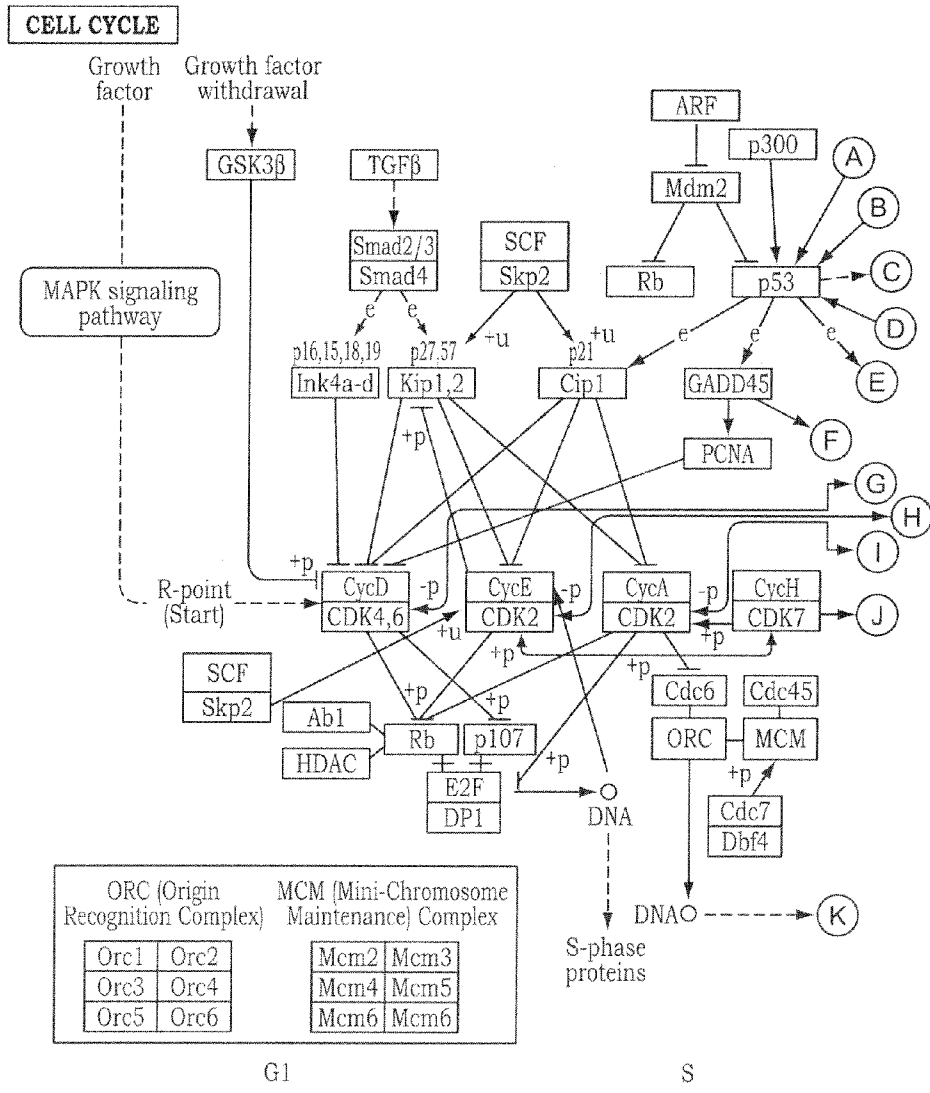 CELL CYCLE
Growth
factor
Growth factor
withdrawal
ARF
p300
A
GSK3β
TGFβ
Mdm2
B
Smad2/3
Smad4
SCF
Skp2
Rb
p53
C
MAPK signaling
pathway
D
e
e
+u
+u
e
e
e
p16,15,18,19
Ink4a-d
p27,57
Kip1,2
p21
Cip1
GADD45
E
+p
PCNA
F
G
H
I
+p
R-point
(Start)
CycD
CDK4,6
-p
CycE
CDK2
-p
CycA
CDK2
-p
+p
CycH
CDK7
J
+u
+p
+p
SCF
Skp2
Cdc6
Cdc45
+p
+p
Ab1
HDAC
Rb
p107
ORC
MCM
+p
+p
E2F
DP1
DNA
Cdc7
Dbf4
ORC (Origin
Recognition Complex)
Orc1 Orc2
Orc3 Orc4
Orc5 Orc6
MCM (Mini-Chromosome
Maintenance) Complex
Mcm2 Mcm3
Mcm4 Mcm5
Mcm6 Mcm6
S-phase
proteins
DNA
K
G1
S